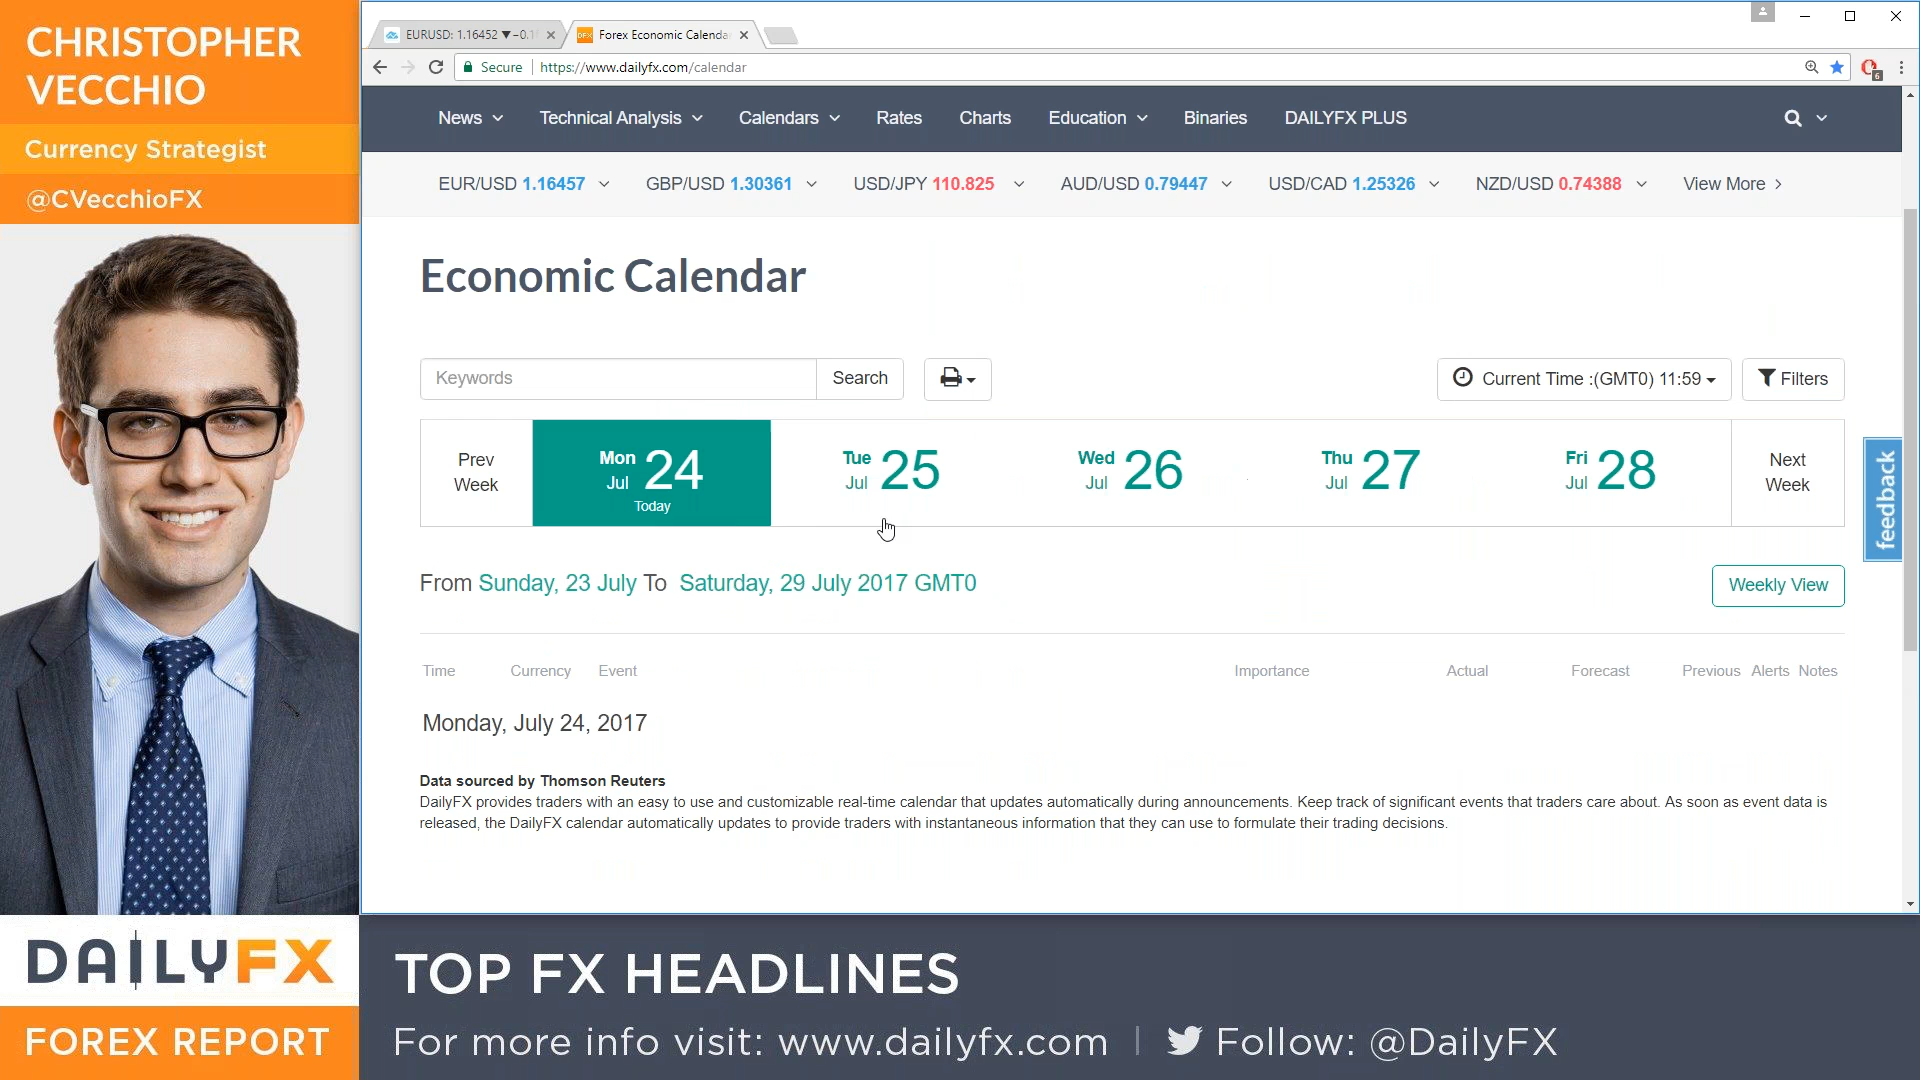 CHRISTOPHER
VECCHIO
Currency Strategist
@CVecchioFX
EURUSD: 1.16452 ▼−0.1
Forex Economic Calenda
Secure
https://www.dailyfx.com/calendar
6
News
Technical Analysis
Calendars
Rates
Charts
Education
Binaries
DAILYFX PLUS
EUR/USD 1.16457
GBP/USD 1.30361
USD/JPY 110.825
AUD/USD 0.79447
USD/CAD 1.25326
NZD/USD 0.74388
View More
Economic Calendar
Keywords
Search
Current Time :(GMT0) 11:59
Filters
Prev
Week
Mon
Jul
24
Today
Tue
Jul
25
Wed
Jul
26
Thu
Jul
27
Fri
Jul
28
Next
Week
feedback
From Sunday, 23 July To Saturday, 29 July 2017 GMT0
Weekly View
Time
Currency
Event
Importance
Actual
Forecast
Previous
Alerts
Notes
Monday, July 24, 2017
Data sourced by Thomson Reuters
DailyFX provides traders with an easy to use and customizable real-time calendar that updates automatically during announcements. Keep track of significant events that traders care about. As soon as event data is
released, the DailyFX calendar automatically updates to provide traders with instantaneous information that they can use to formulate their trading decisions.
DAILYFX
FOREX REPORT
TOP FX HEADLINES
For more info visit: www.dailyfx.com | Follow: @DailyFX